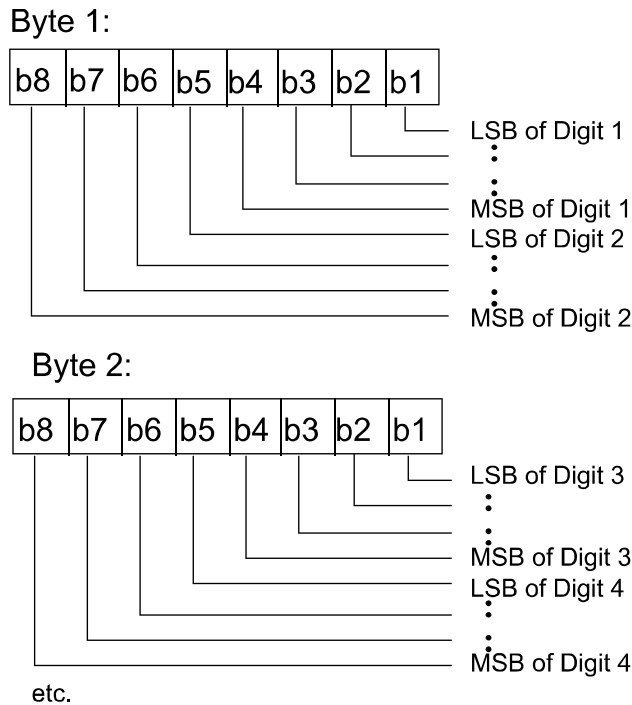 Byte 1:
b8 b7 b6 b5 b4 b3 b2 b1
LSB of Digit 1
MSB of Digit 1
LSB of Digit 2
MSB of Digit 2
Byte 2:
b8 b7 b6 b5 b4 b3 b2 b1
LSB of Digit 3
MSB of Digit 3
LSB of Digit 4
MSB of Digit 4
etc.